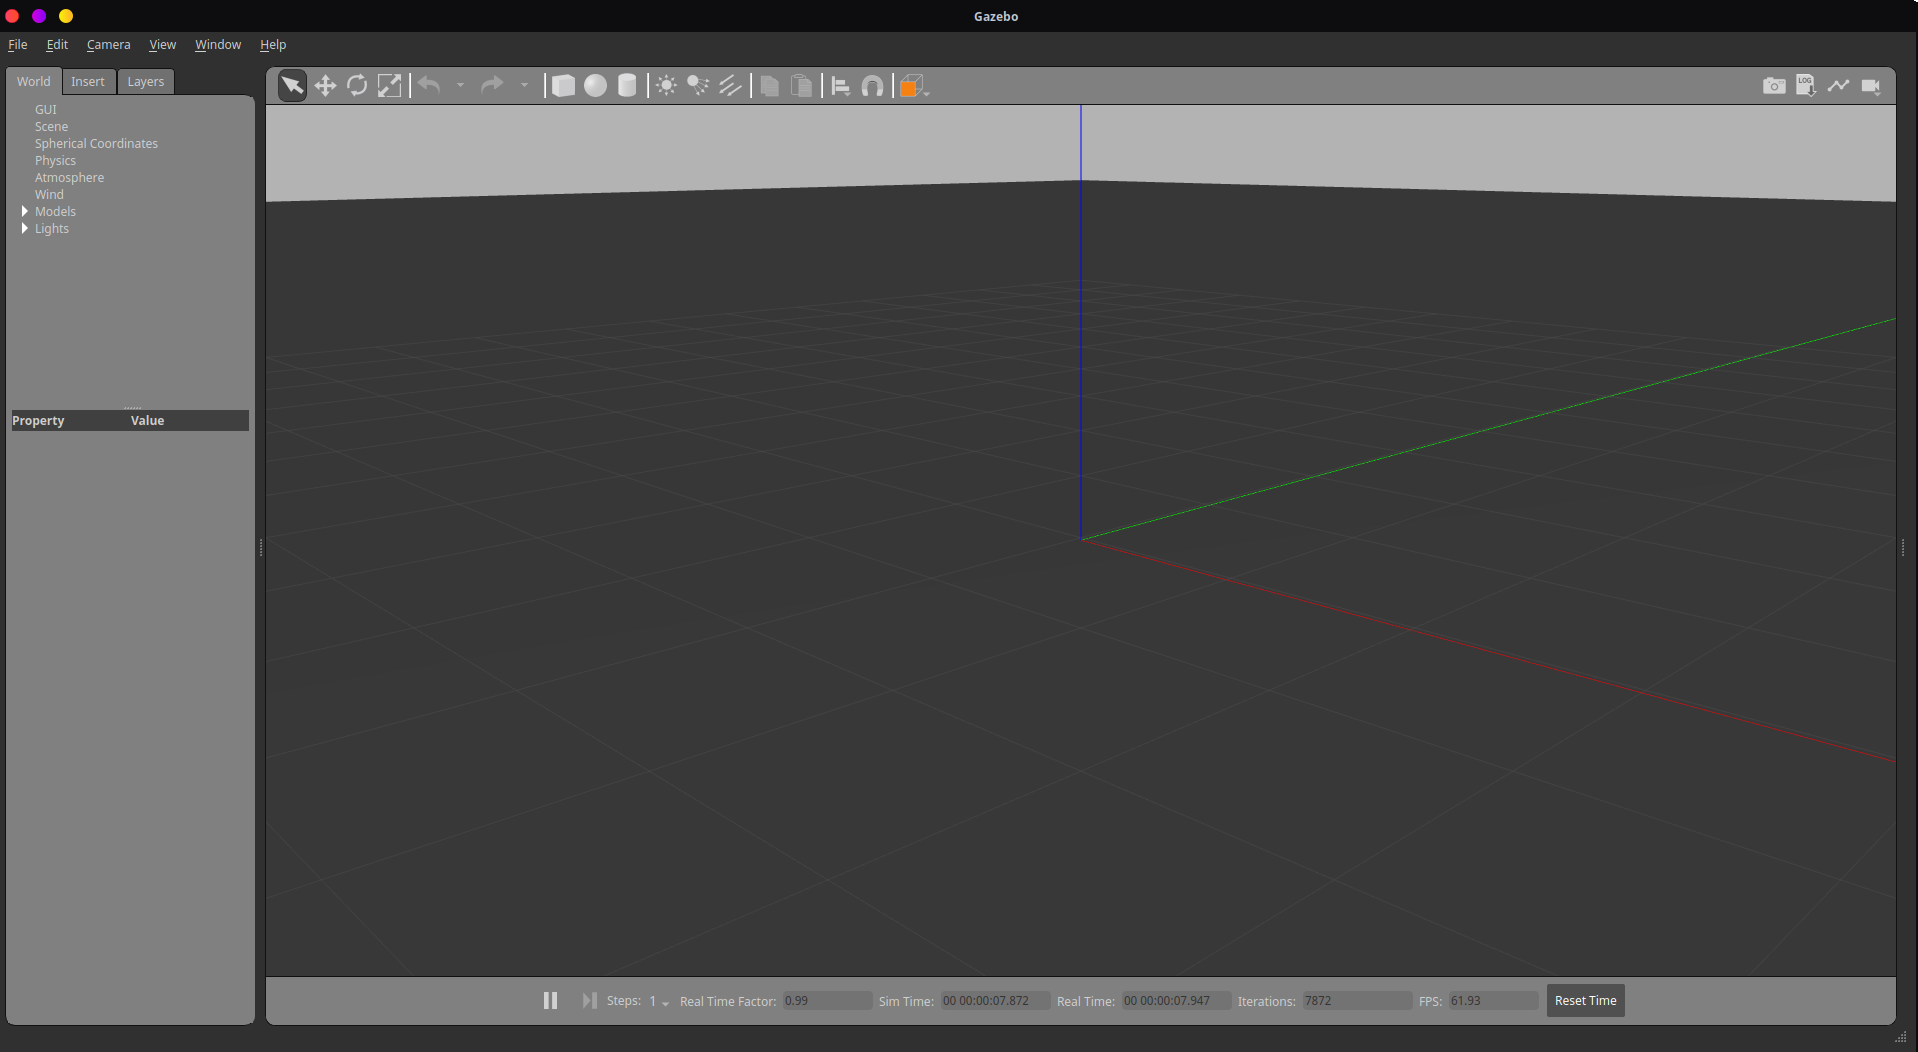 Gazebo
File Edit Camera View Window Help
World Insert Layers
LOG
GUI
Scene
Spherical Coordinates
Physics
Atmosphere
Wind
Models
Lights
Property Value
Steps: 1 Real Time Factor: 0.99 Sim Time: 00 00:00:07.872 Real Time: 00 00:00:07.947 Iterations: 7872 FPS: 61.93 Reset Time